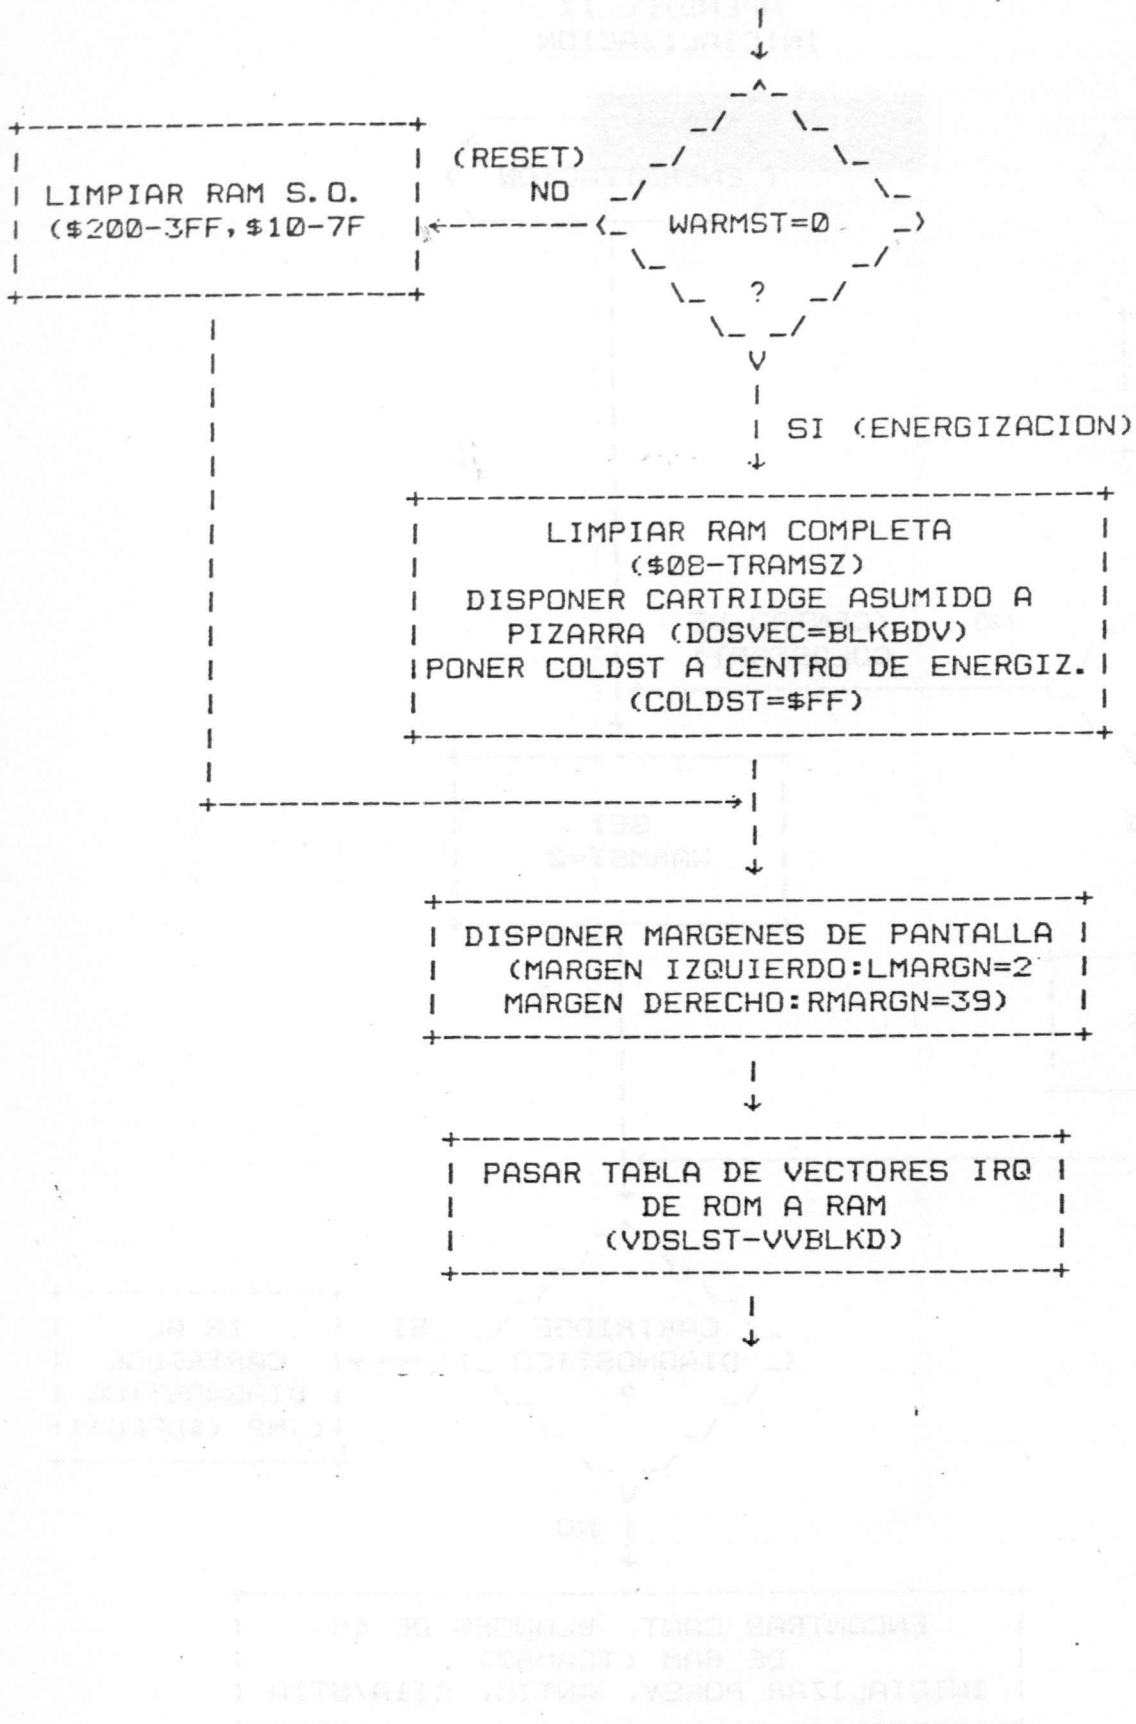 (RESET)
NO
LIMPIAR RAM S.O.
($200-3FF,$10-7F
WARMST=0
?
SI (ENERGIZACION)
LIMPIAR RAM COMPLETA
($08-TRAMSZ)
DISPONER CARTRIDGE ASUMIDO A
PIZARRA (DOSVEC=BLKBDV)
PONER COLDST A CENTRO DE ENERGIZ.
(COLDST=$FF)
DISPONER MARGENES DE PANTALLA
(MARGEN IZQUIERDO:LMARGN=2
MARGEN DERECHO:RMARGN=39)
PASAR TABLA DE VECTORES IRQ
DE ROM A RAM
(VDSLST-VVBLKD)